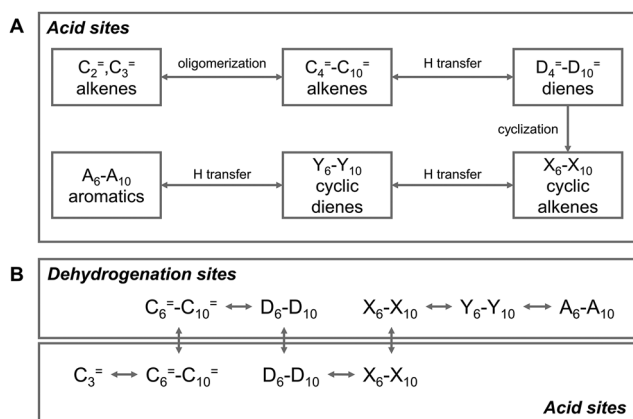 A
Acid sites
C₂⁼,C₃⁼
alkenes
oligomerization
C₄⁼-C₁₀⁼
alkenes
H transfer
D₄⁼-D₁₀⁼
dienes
cyclization
A₆-A₁₀
aromatics
H transfer
Y₆-Y₁₀
cyclic
dienes
H transfer
X₆-X₁₀
cyclic
alkenes
B
Dehydrogenation sites
C₆⁼-C₁₀⁼ D₆-D₁₀ X₆-X₁₀ Y₆-Y₁₀ A₆-A₁₀
C₃⁼ C₆⁼-C₁₀⁼ D₆-D₁₀ X₆-X₁₀
Acid sites